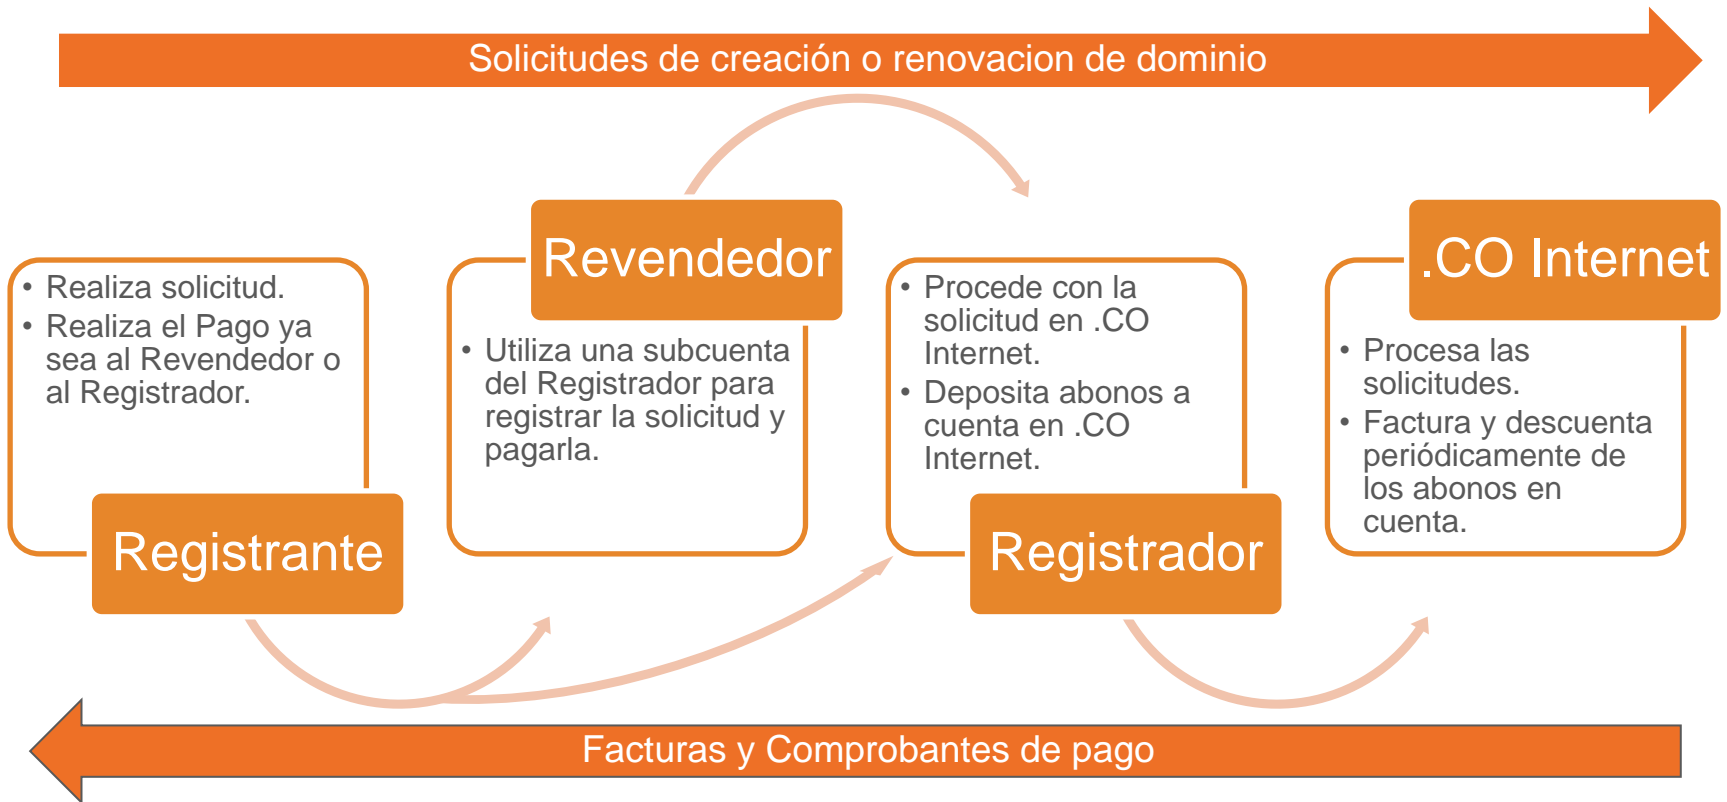 Solicitudes de creación o renovacion de dominio
• Realiza solicitud.
• Realiza el Pago ya
sea al Revendedor o
al Registrador.
Registrante
Revendedor
• Utiliza una subcuenta
del Registrador para
registrar la solicitud y
pagarla.
• Procede con la
solicitud en .CO
Internet.
• Deposita abonos a
cuenta en .CO
Internet.
Registrador
.CO Internet
• Procesa las
solicitudes.
• Factura y descuenta
periódicamente de
los abonos en
cuenta.
Facturas y Comprobantes de pago